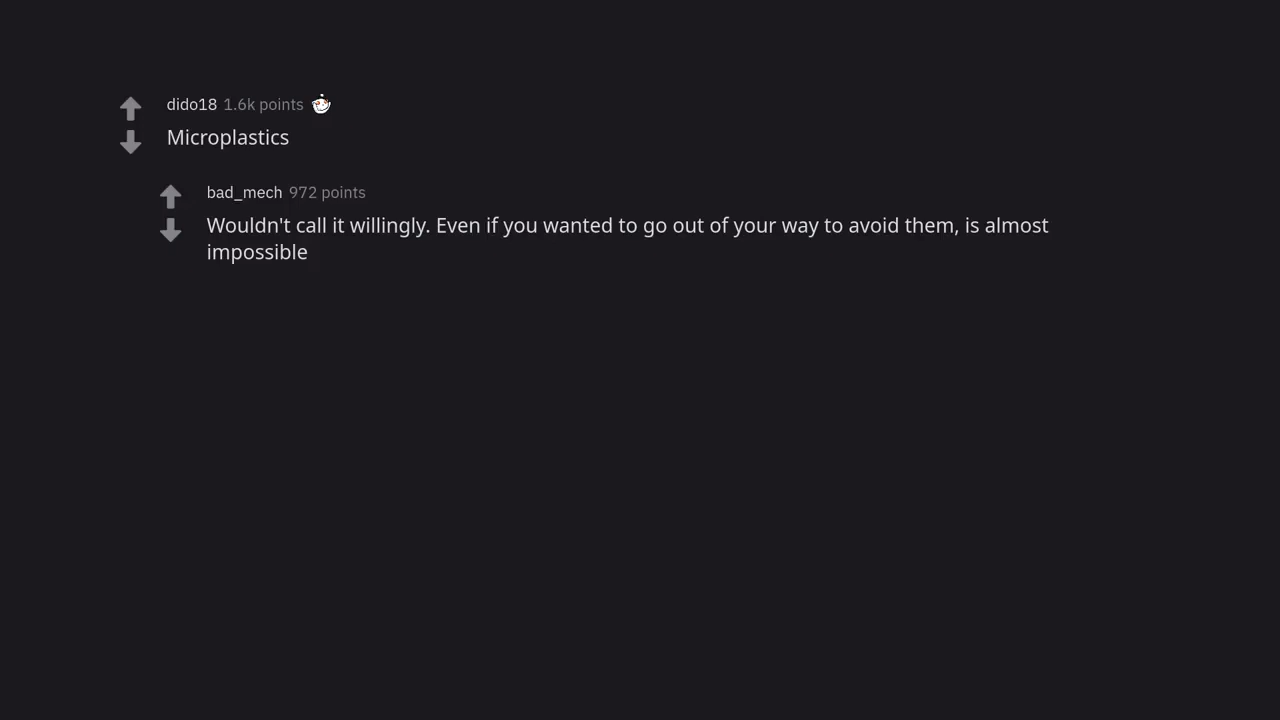 dido18 1.6k points
Microplastics
bad_mech 972 points
Wouldn't call it willingly. Even if you wanted to go out of your way to avoid them, is almost
impossible